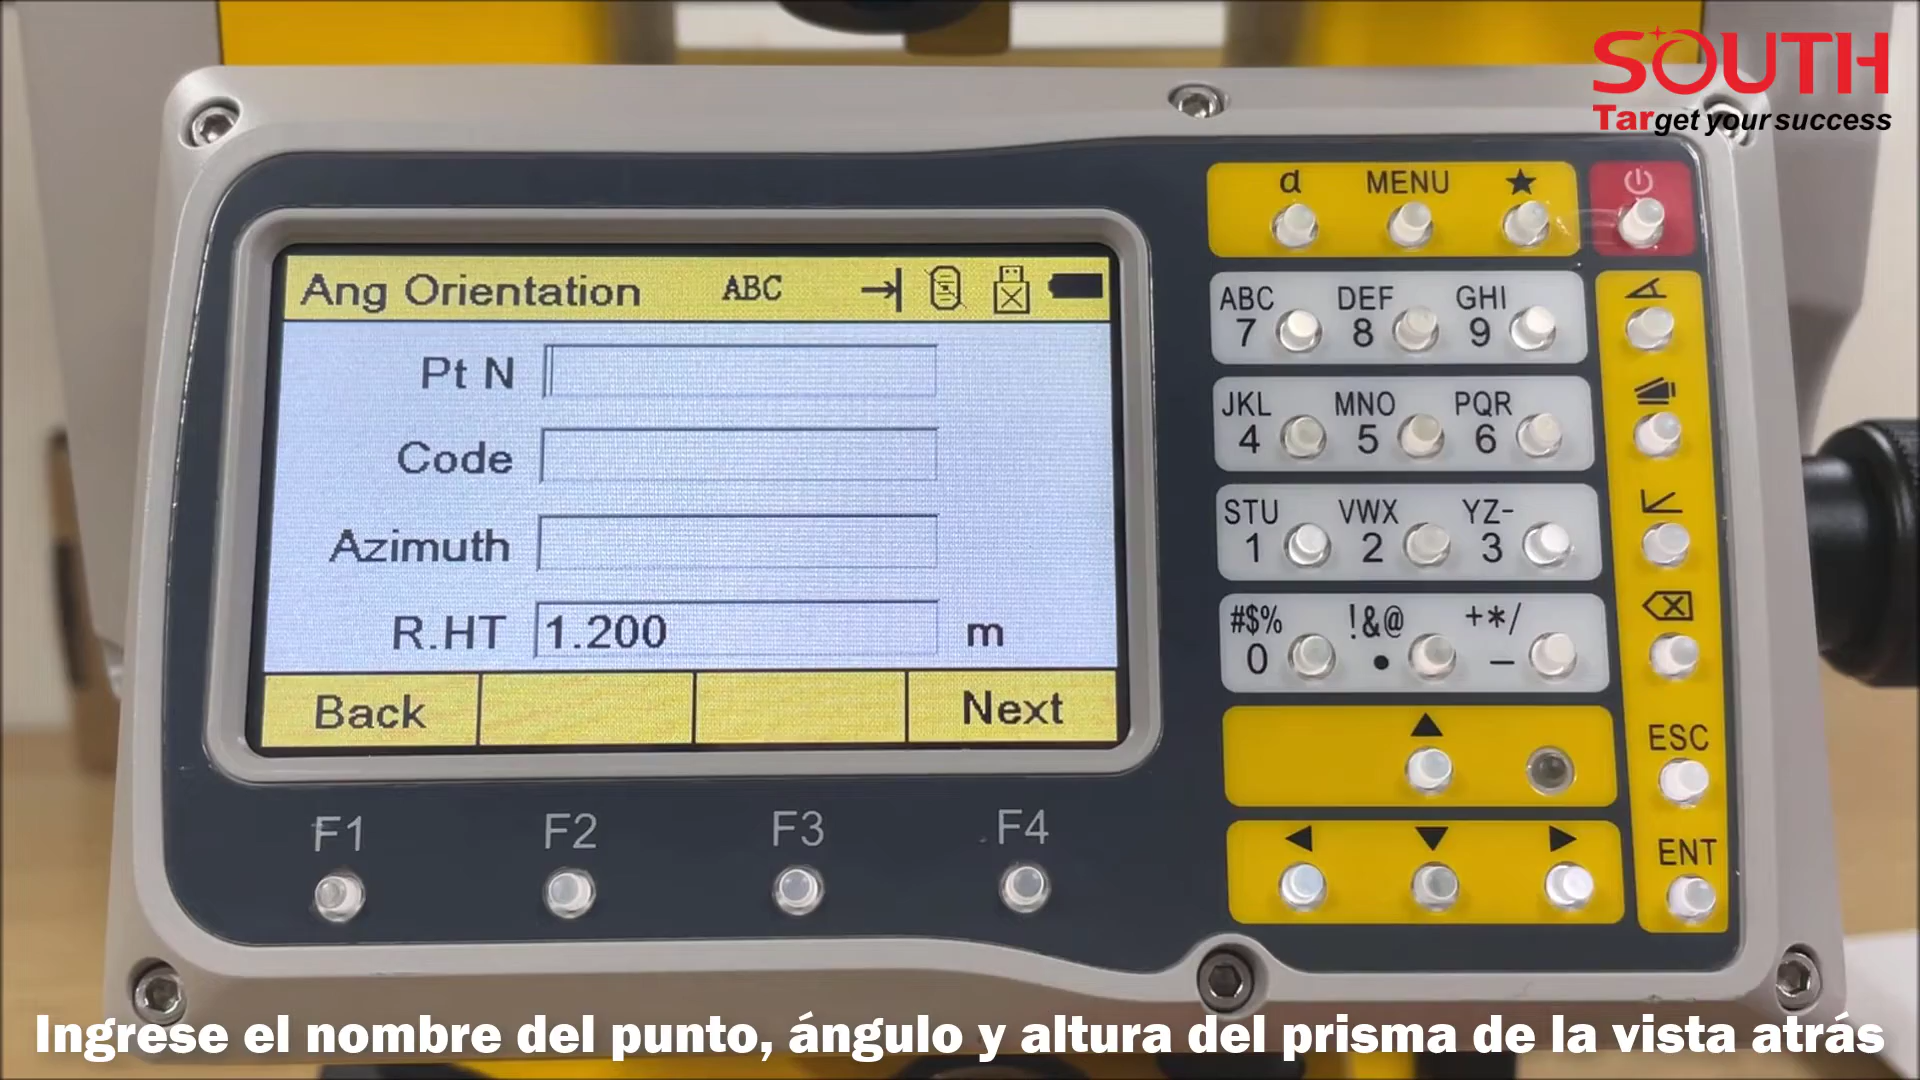 SOUTH
Target your success
α MENU ★
Ang Orientation ABC
Pt N
Code
Azimuth
R.HT 1.200 m
Back Next
F1 F2 F3 F4
ABC DEF GHI
7 8 9
JKL MNO PQR
4 5 6
STU VWX YZ-
1 2 3
#$% !&@ +*/
0 • –
ESC
ENT
Ingrese el nombre del punto, ángulo y altura del prisma de la vista atrás